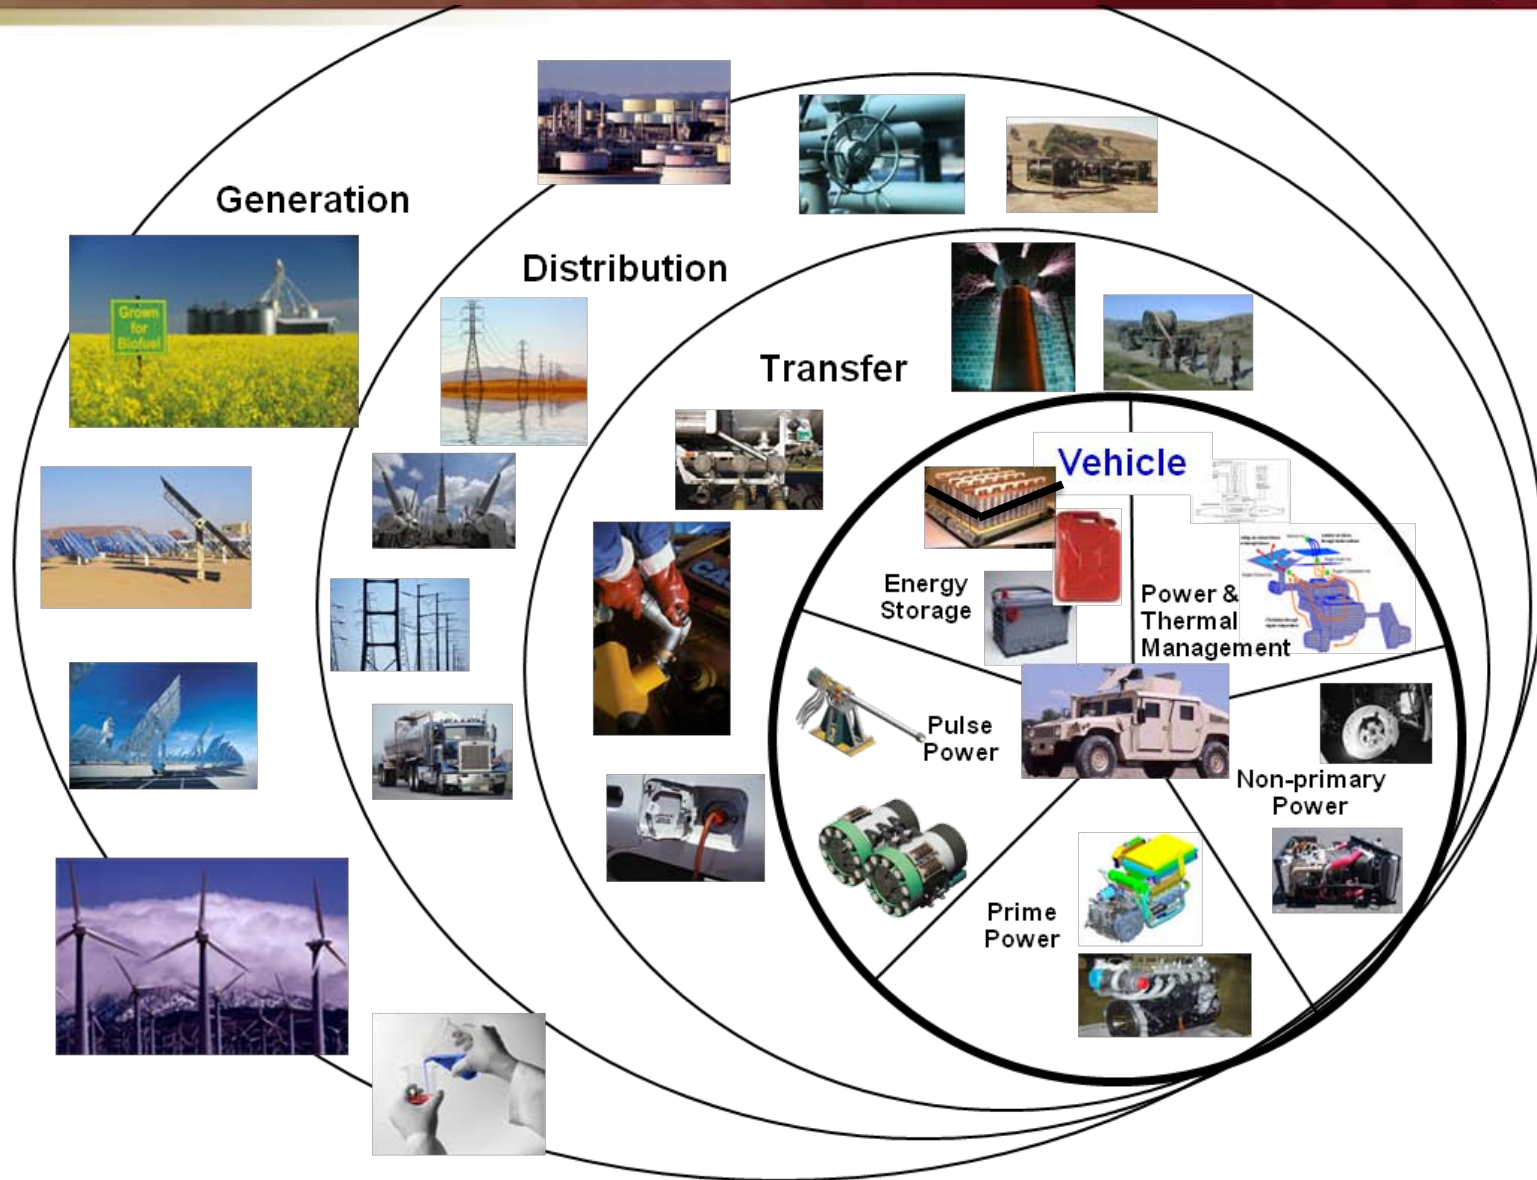 Generation
Grown
for
Biofuel
Distribution
Transfer
Vehicle
Energy
Storage
Power &
Thermal
Management
Pulse
Power
Non-primary
Power
Prime
Power